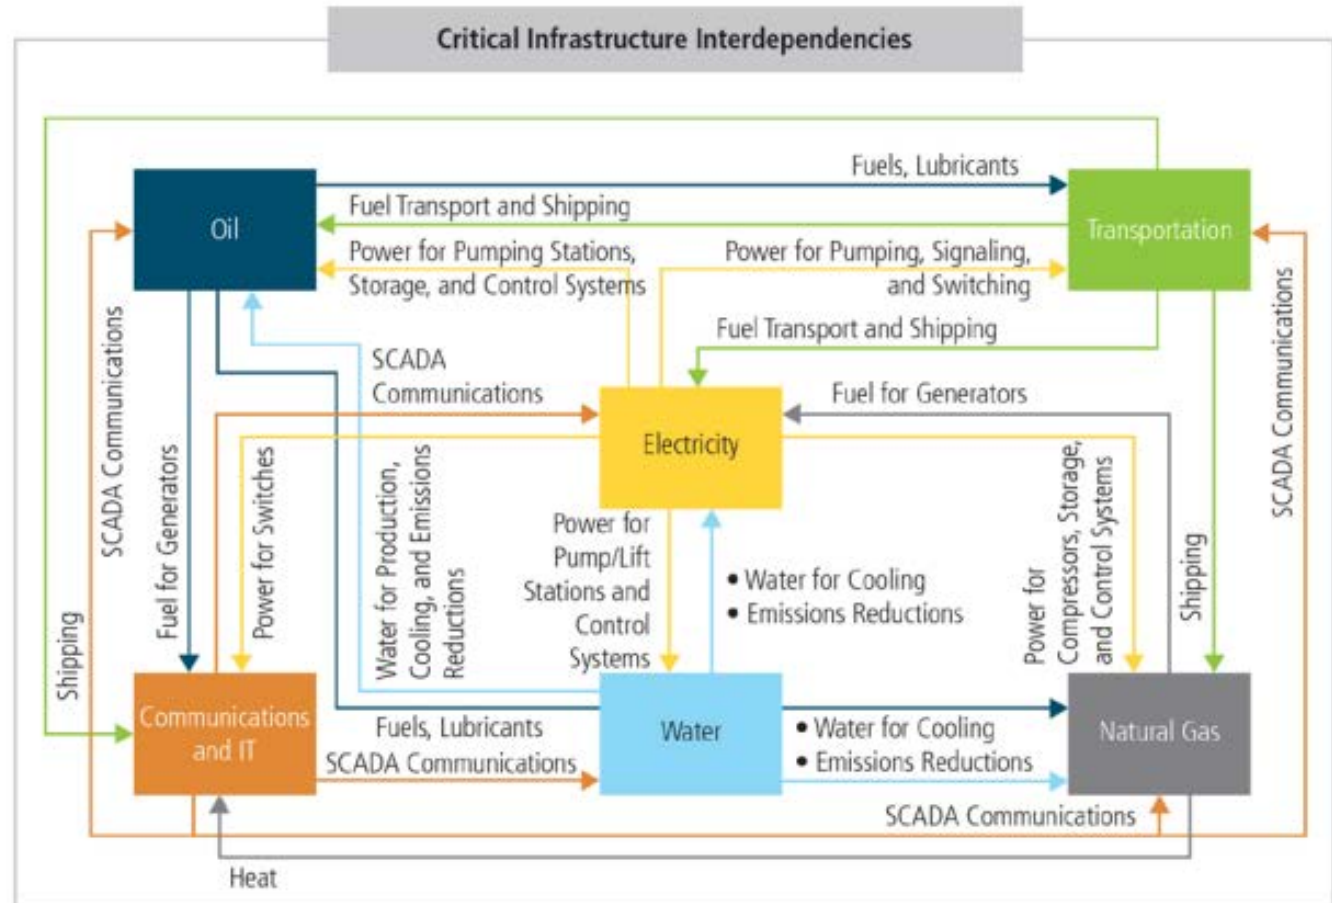 Critical Infrastructure Interdependencies
Fuels, Lubricants
Oil
Fuel Transport and Shipping
Transportation
Power for Pumping Stations,
Storage, and Control Systems
Power for Pumping, Signaling,
and Switching
Fuel Transport and Shipping
SCADA Communications
SCADA
Communications
Fuel for Generators
SCADA Communications
Electricity
Fuel for Generators
Power for Switches
Water for Production,
Cooling, and Emissions
Reductions
Power for
Pump/Lift
Stations and
Control
Systems
• Water for Cooling
• Emissions Reductions
Power for
Compressors, Storage,
and Control Systems
Shipping
Shipping
Communications
and IT
Fuels, Lubricants
SCADA Communications
Water
• Water for Cooling
• Emissions Reductions
Natural Gas
SCADA Communications
Heat